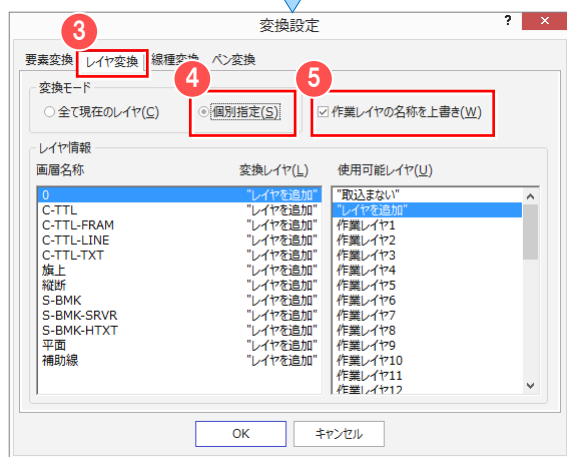 変換設定
? ×
3
要素変換 レイヤ変換 線種変換 ペン変換
4
5
変換モード
全て現在のレイヤ(C) 個別指定(S) 作業レイヤの名称を上書き(W)
レイヤ情報
画層名称 変換レイヤ(L) 使用可能レイヤ(U)
0 "レイヤを追加" "取込まない"
C-TTL "レイヤを追加" "レイヤを追加"
C-TTL-FRAM "レイヤを追加" 作業レイヤ1
C-TTL-LINE "レイヤを追加" 作業レイヤ2
C-TTL-TXT "レイヤを追加" 作業レイヤ3
旗上 "レイヤを追加" 作業レイヤ4
縦断 "レイヤを追加" 作業レイヤ5
S-BMK "レイヤを追加" 作業レイヤ6
S-BMK-SRVR "レイヤを追加" 作業レイヤ7
S-BMK-HTXT "レイヤを追加" 作業レイヤ8
平面 "レイヤを追加" 作業レイヤ9
補助線 "レイヤを追加" 作業レイヤ10
作業レイヤ11
作業レイヤ12
OK キャンセル